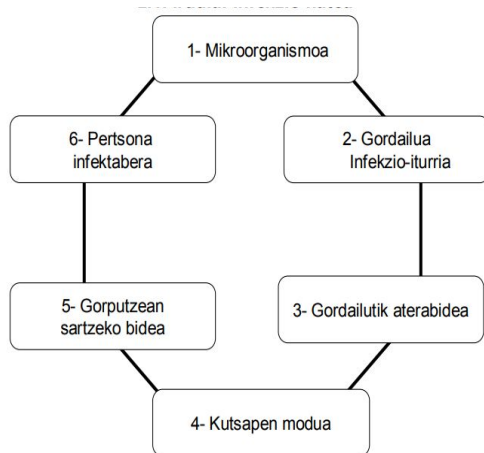 1- Mikroorganismoa
6- Pertsona
infektabera
2- Gordailua
Infekzio-iturria
5- Gorputzean
sartzeko bidea
3- Gordailutik aterabidea
4- Kutsapen modua